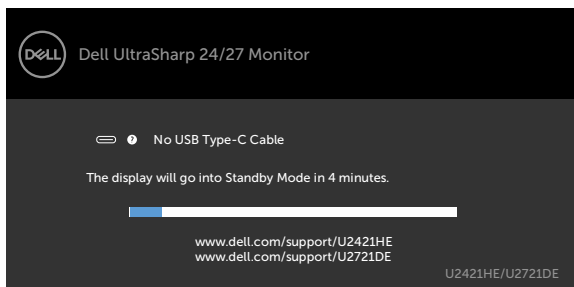 DELL
Dell UltraSharp 24/27 Monitor
? No USB Type-C Cable
The display will go into Standby Mode in 4 minutes.
www.dell.com/support/U2421HE
www.dell.com/support/U2721DE
U2421HE/U2721DE